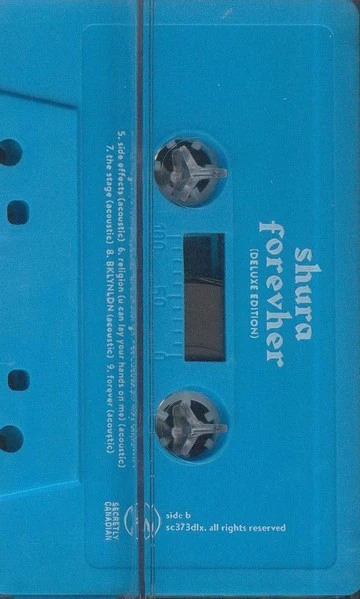 shura
forevher
(DELUXE EDITION)
100
50
0
5. side effects (acoustic) 6. religion (u can lay your hands on me) (acoustic)
7. the stage (acoustic) 8. BKLYNLDN (acoustic) 9. forever (acoustic)
SECRETLY
CANADIAN
side b
sc373dlx. all rights reserved